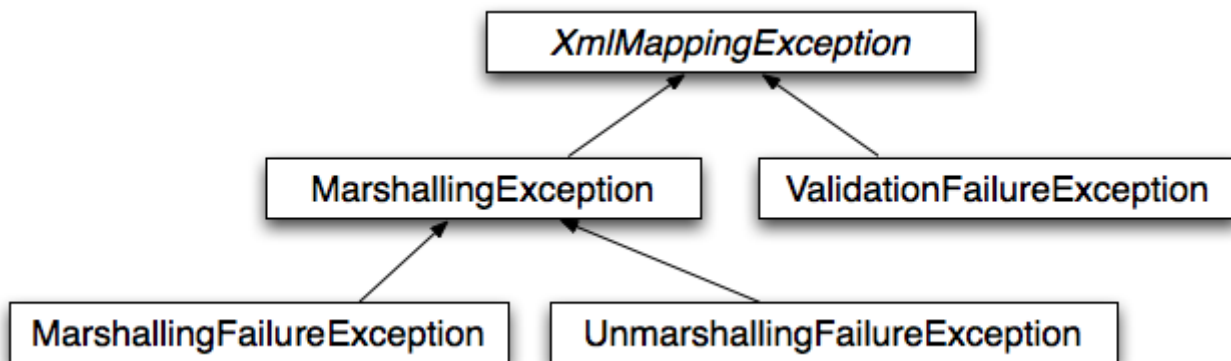 XmlMappingException
MarshallingException
ValidationFailureException
MarshallingFailureException
UnmarshallingFailureException